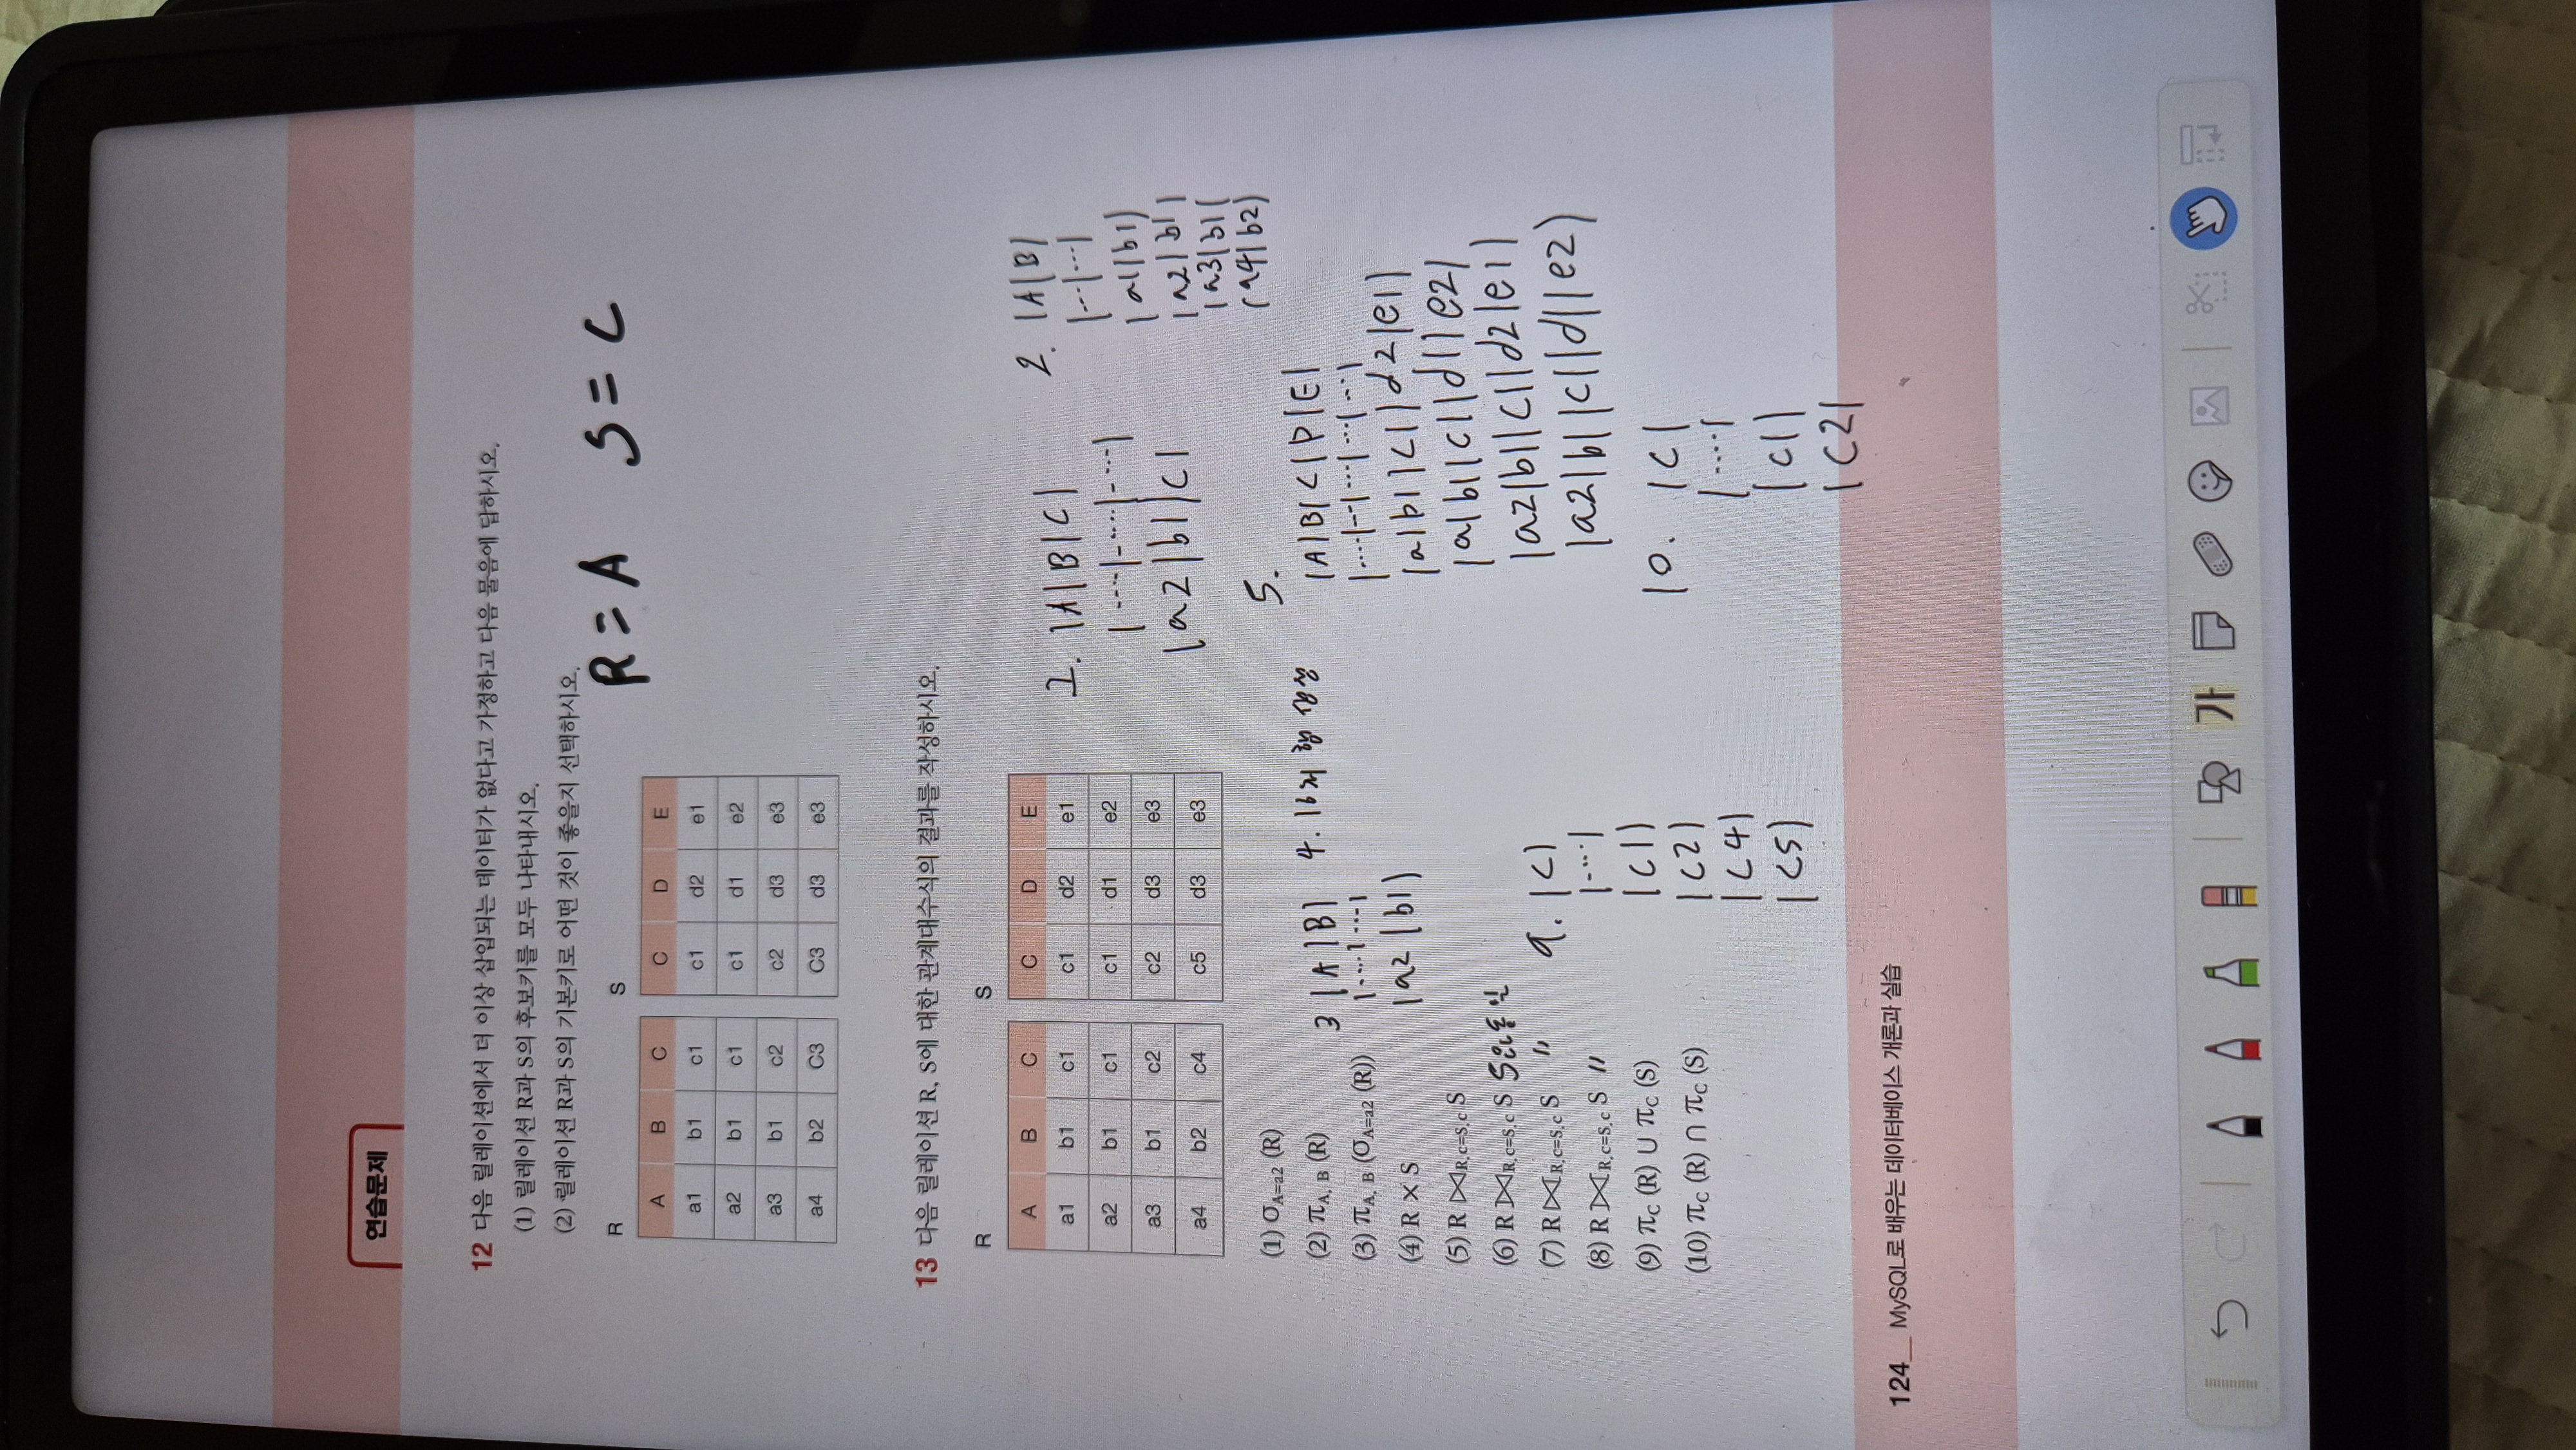 연습문제
12 다음 릴레이션에서 더 이상 삽입되는 데이터가 없다고 가정하고 다음 물음에 답하시오.
(1) 릴레이션 R과 S의 후보키를 모두 나타내시오.
(2) 릴레이션 R과 S의 기본키로 어떤 것이 좋을지 선택하시오.
R = A S = C
R S
A B C C D E
a1 b1 c1 c1 d2 e1
a2 b1 c1 c1 d1 e2
a3 b1 c2 c2 d3 e3
a4 b2 C3 C3 d3 e3
13 다음 릴레이션 R, S에 대한 관계대수식의 결과를 작성하시오.
R S
A B C C D E
a1 b1 c1 c1 d2 e1
a2 b1 c1 c1 d1 e2
a3 b1 c2 c2 d3 e3
a4 b2 c4 c5 d3 e3
1. |A|B|C|
|----|----|----|
|a2|b1|c|
2. |A|B|
|---|---|
|a1|b1)
|a2|b1|
|a3|b1(
(a4|b2)
(1) σA=a2 (R)
(2) πA, B (R)
(3) πA, B (σA=a2 (R))
(4) R × S
(5) R ⋈R.c=S.c S
(6) R ⟕R.c=S.c S 5와 동일
(7) R ⟖R.c=S.c S "
(8) R ⟗R.c=S.c S "
(9) πC (R) ∪ πC (S)
(10) πC (R) ∩ πC (S)
3 |A|B|
|----|----|
|a2|b1)
4. 16개 행 생성
5.
|A|B|C|D|E|
|----|---|----|----|----|
|a1|b1|c1|d2|e1|
|a1|b1|c1|d1|e2|
|a2|b1|c1|d2|e1|
|a2|b1|c1|d1|e2)
9. |C|
|----|
|c1)
|c2|
|c4|
|c5)
10. |C|
|----|
|c1|
|c2|
124__ MySQL로 배우는 데이터베이스 개론과 실습
가